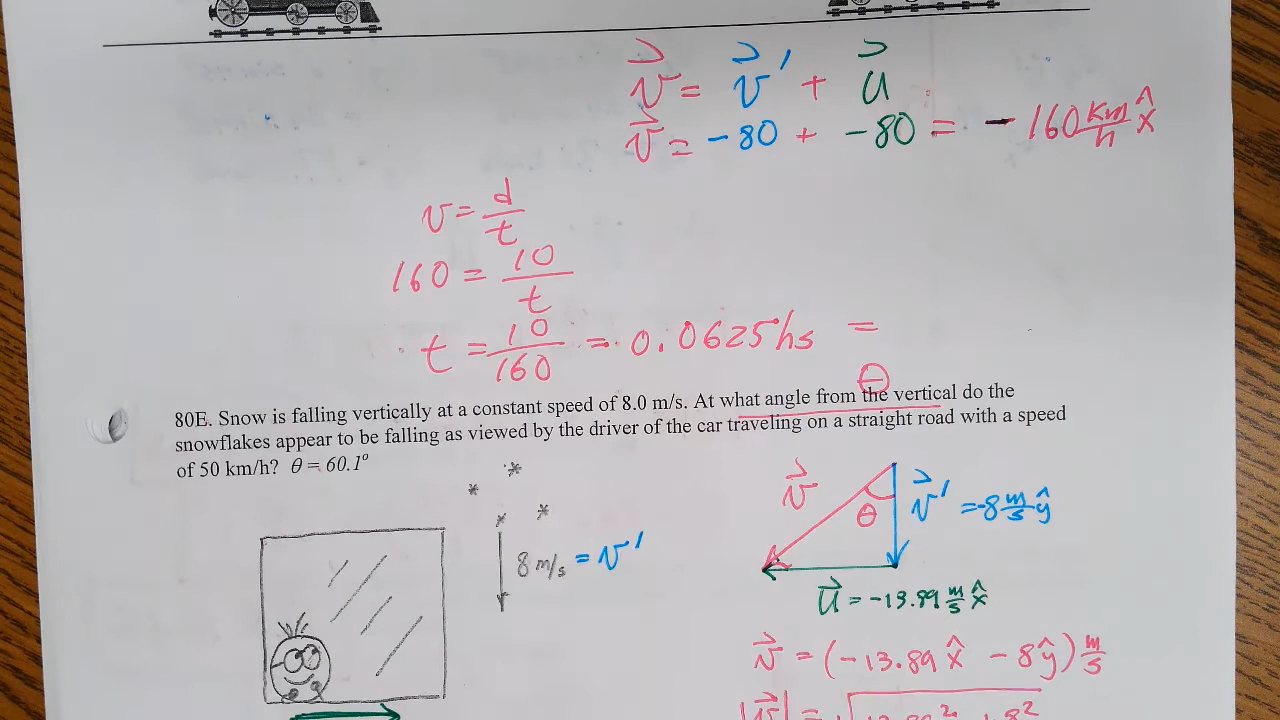 v⃗ = v⃗' + u⃗
v⃗ = -80 + -80 = -160 km/h x̂
v = d/t
160 = 10/t
t = 10/160 = 0.0625 hs =
θ
80E. Snow is falling vertically at a constant speed of 8.0 m/s. At what angle from the vertical do the
snowflakes appear to be falling as viewed by the driver of the car traveling on a straight road with a speed
of 50 km/h? θ = 60.1°
8 m/s = v'
v⃗ θ v⃗' = -8 m/s ŷ
u⃗ = -13.89 m/s x̂
v⃗ = (-13.89 x̂ - 8 ŷ) m/s